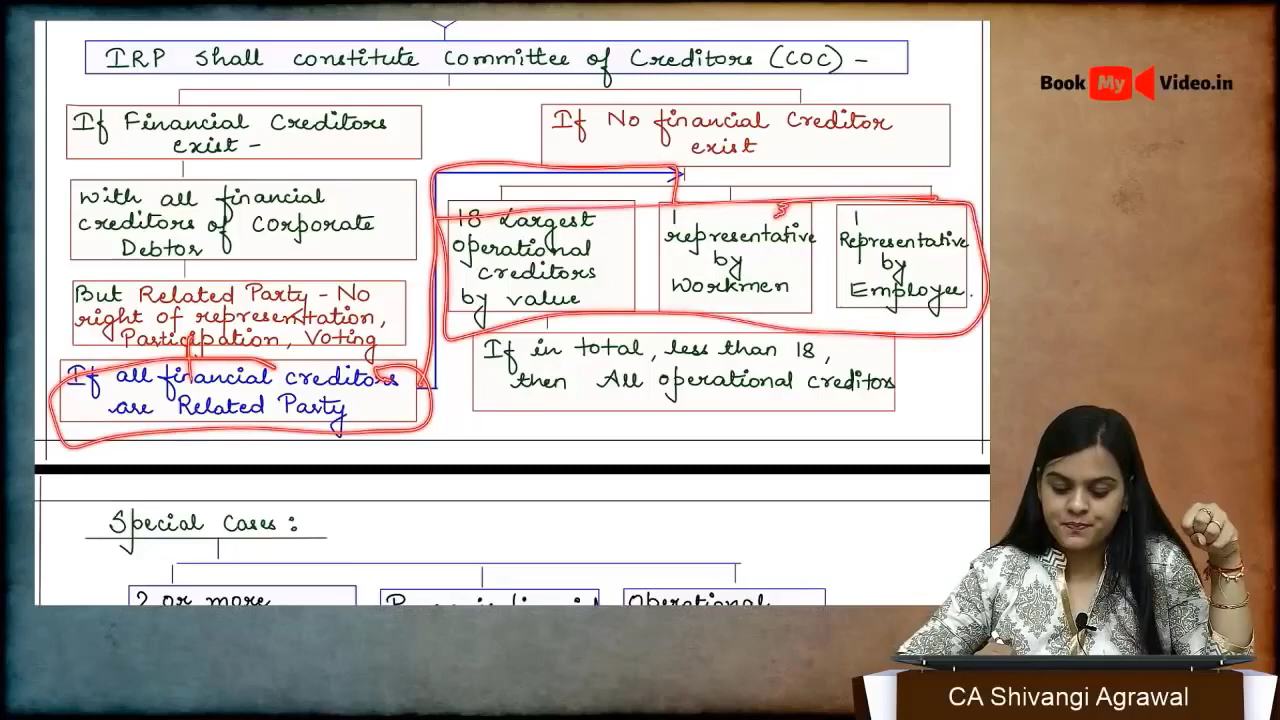 IRP shall constitute Committee of Creditors (COC) -
If Financial Creditors
exist -
If No financial Creditor
exist
With all financial
creditors of Corporate
Debtor
But Related Party - No
right of representation,
Participation, Voting
If all financial creditors
are Related Party
18 Largest
operational
creditors
by value
1
representative
by
Workmen
1
Representative
by
Employee.
If in total, less than 18,
then All operational creditors
Special Cases :
2 or more
Operational
Book My Video.in
CA Shivangi Agrawal